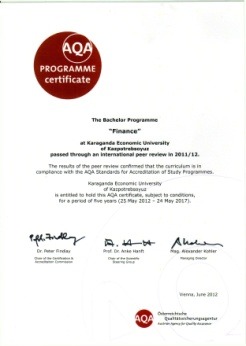 AQA
PROGRAMME
certificate
The Bachelor Programme
"Finance"
at Karaganda Economic University
of Kazpotrebsoyuz
passed through an international peer review in 2011/12.
The results of the peer review confirmed that the curriculum is in
compliance with the AQA Standards for Accreditation of Study Programmes.
Karaganda Economic University
of Kazpotrebsoyuz
is entitled to hold this AQA certificate, subject to conditions,
for a period of five years (25 May 2012 – 24 May 2017).
Dr. Peter Findlay
Chair of the Certification &
Accreditation Commission
Prof. Dr. Anke Hanft
Chair of the Scientific
Steering Group
Mag. Alexander Kohler
Managing Director
Vienna, June 2012
AQA
Österreichische
Qualitätssicherungsagentur
Austrian Agency for Quality Assurance